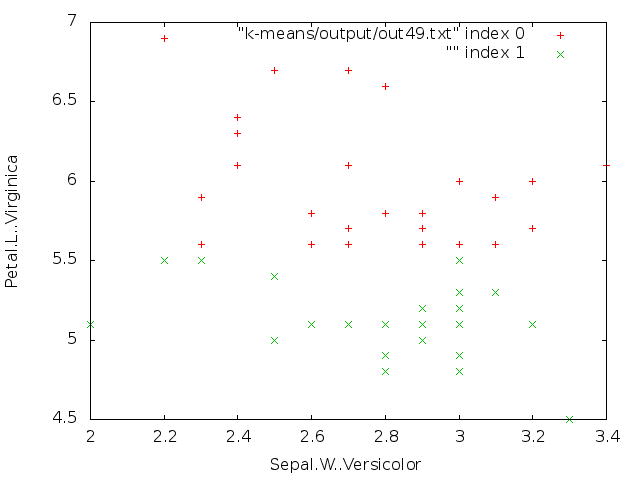 "k-means/output/out49.txt" index 0
"" index 1
7
6.5
6
5.5
5
4.5
Petal.L..Virginica
2 2.2 2.4 2.6 2.8 3 3.2 3.4
Sepal.W..Versicolor